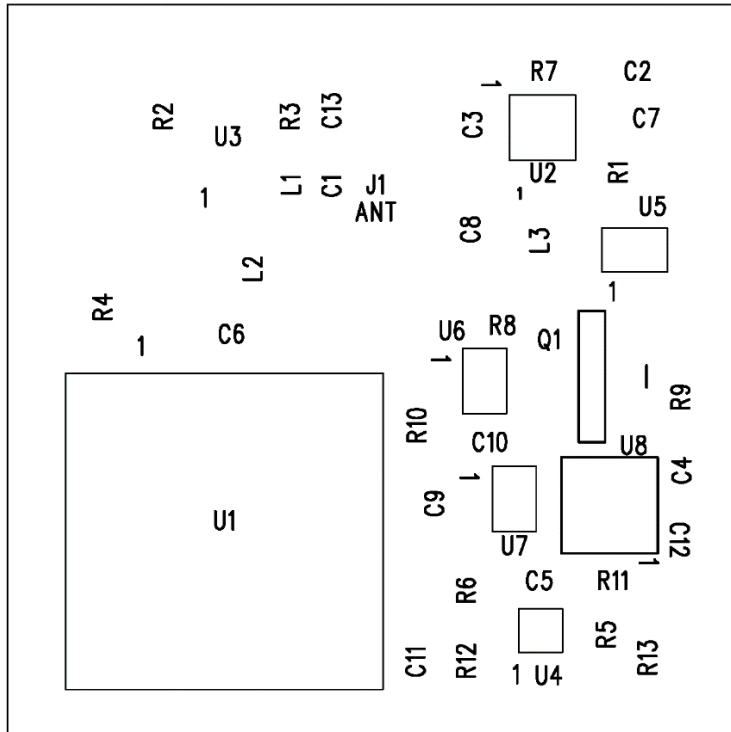 R7
C2
1
R2
R3
C13
C3
C7
U3
U2
R1
1
L1
C1
J1
ANT
1
U5
C8
L3
L2
1
R4
C6
1
U6
R8
Q1
1
R9
R10
C10
U8
C4
1
C9
U1
U7
C12
1
R6
C5
R11
R5
C11
R12
1
U4
R13